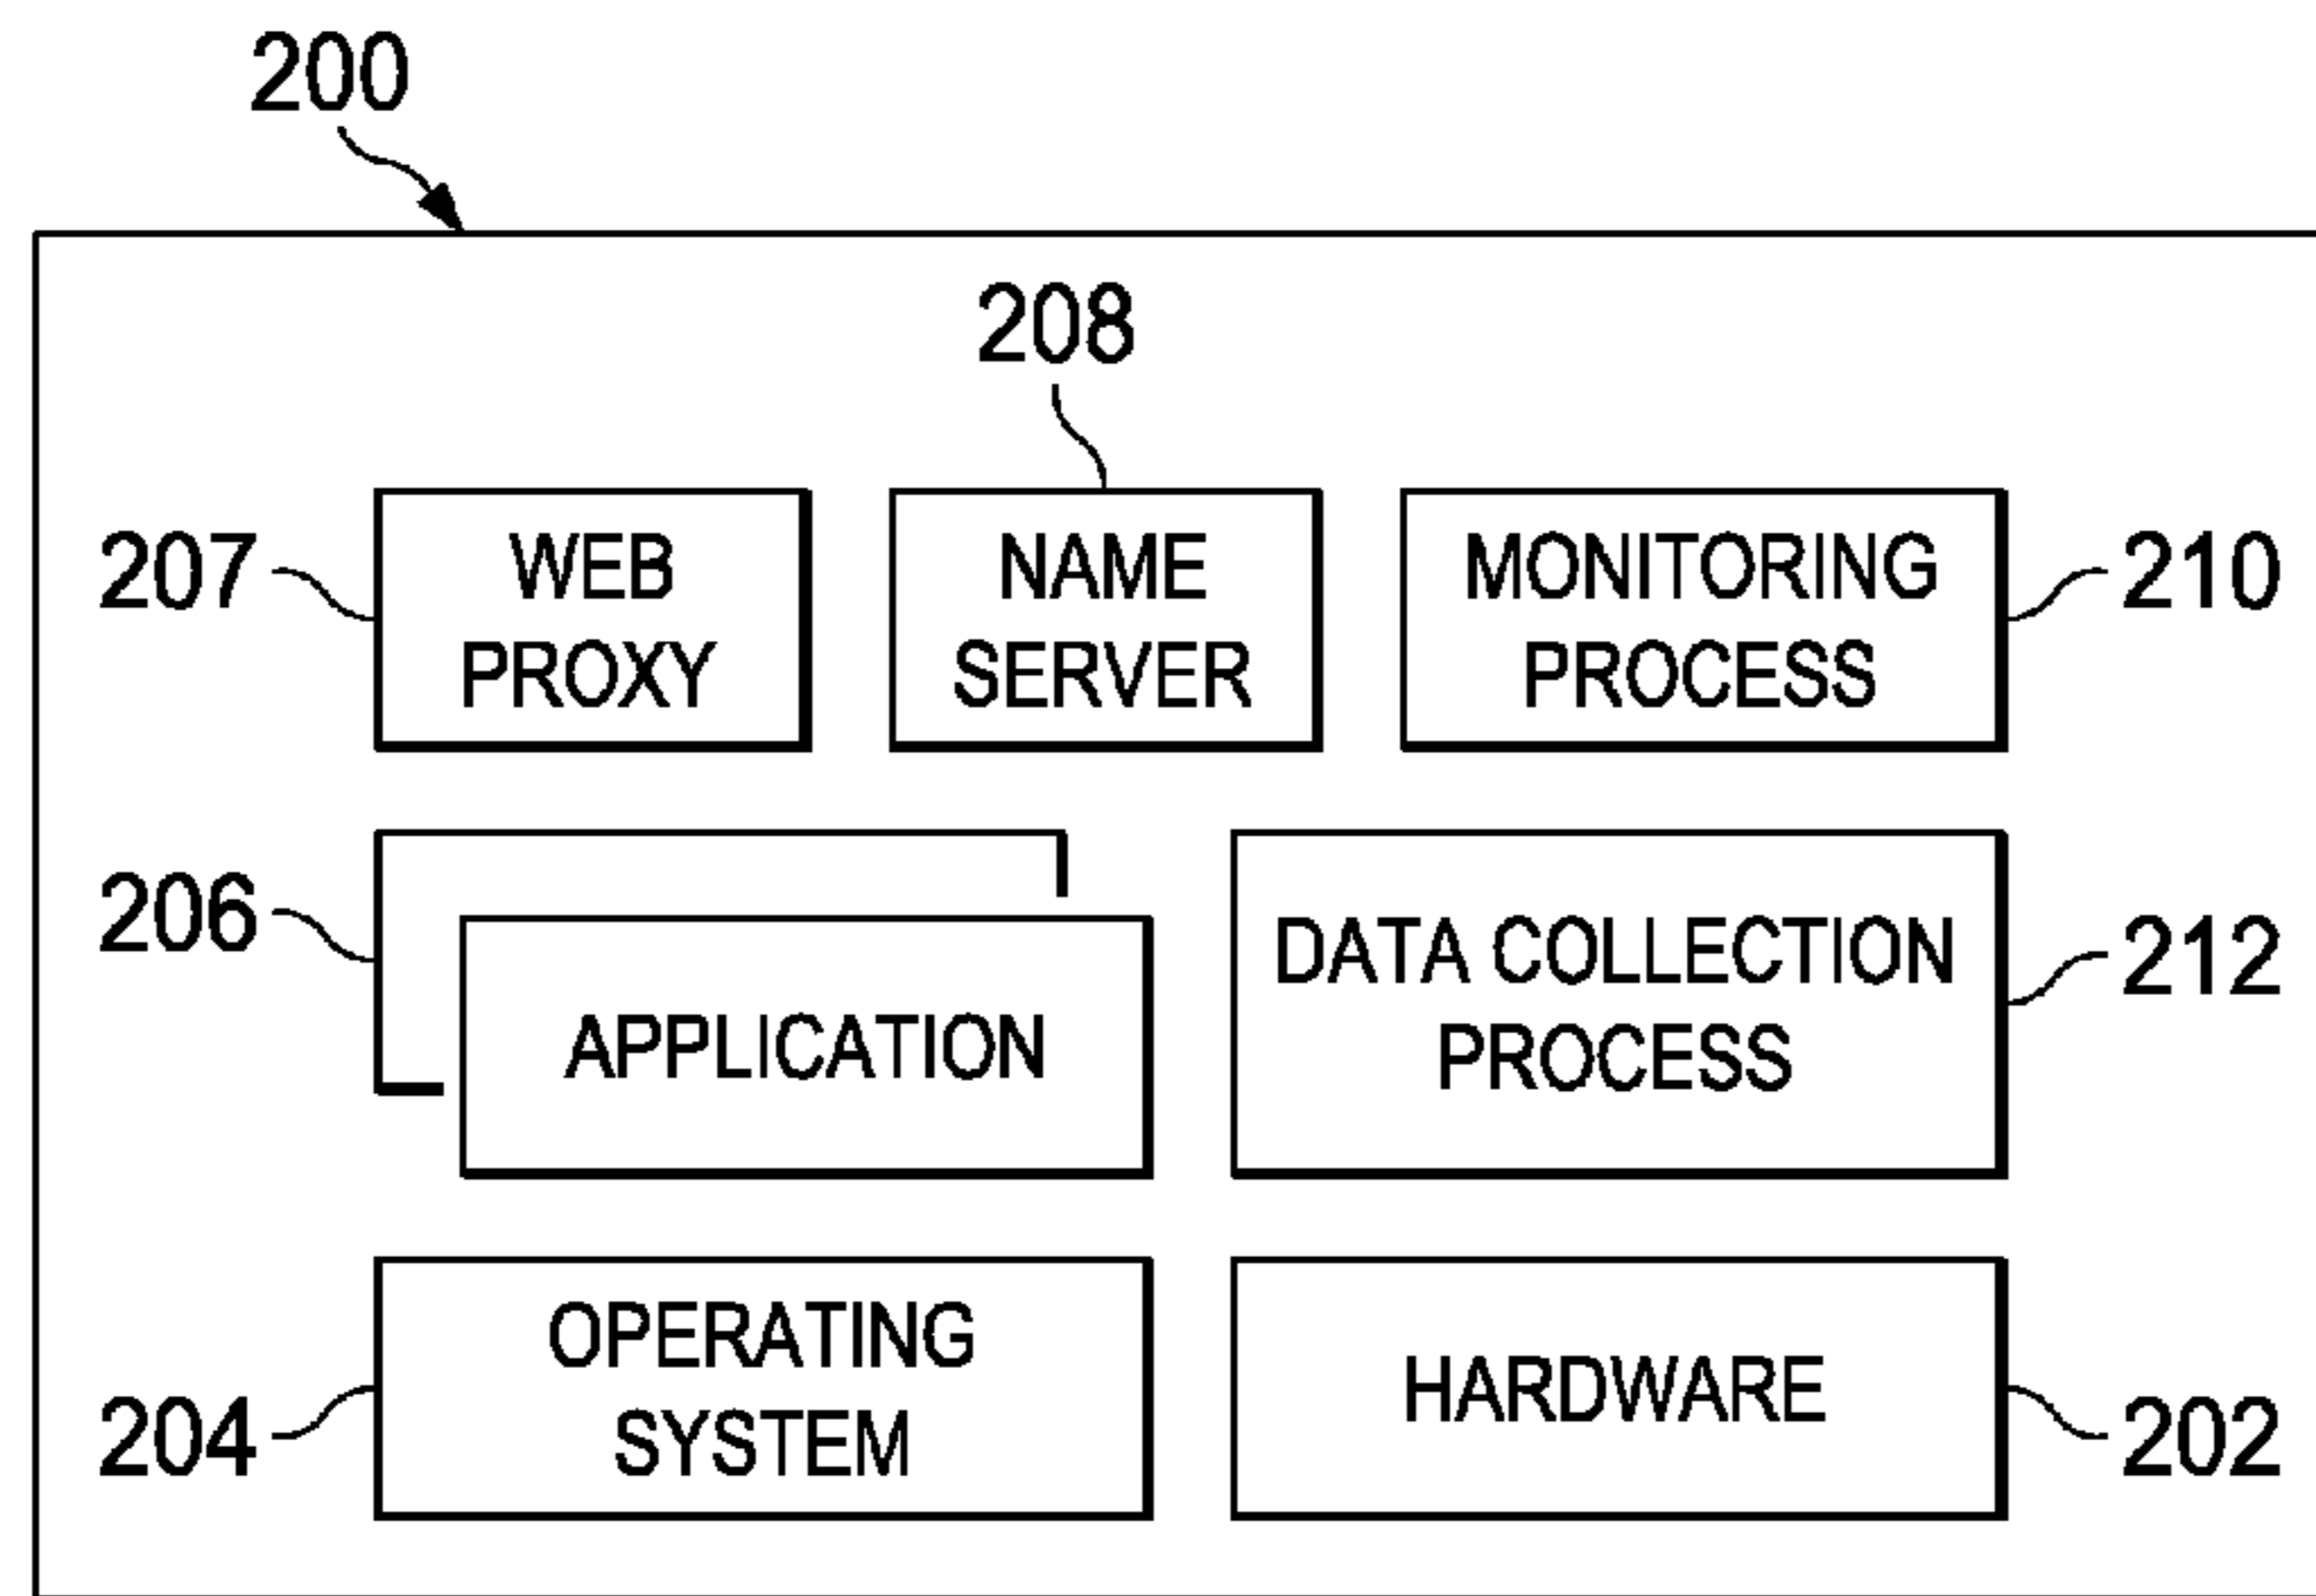 200
208
207
WEB
PROXY
NAME
SERVER
MONITORING
PROCESS
210
206
APPLICATION
DATA COLLECTION
PROCESS
212
204
OPERATING
SYSTEM
HARDWARE
202